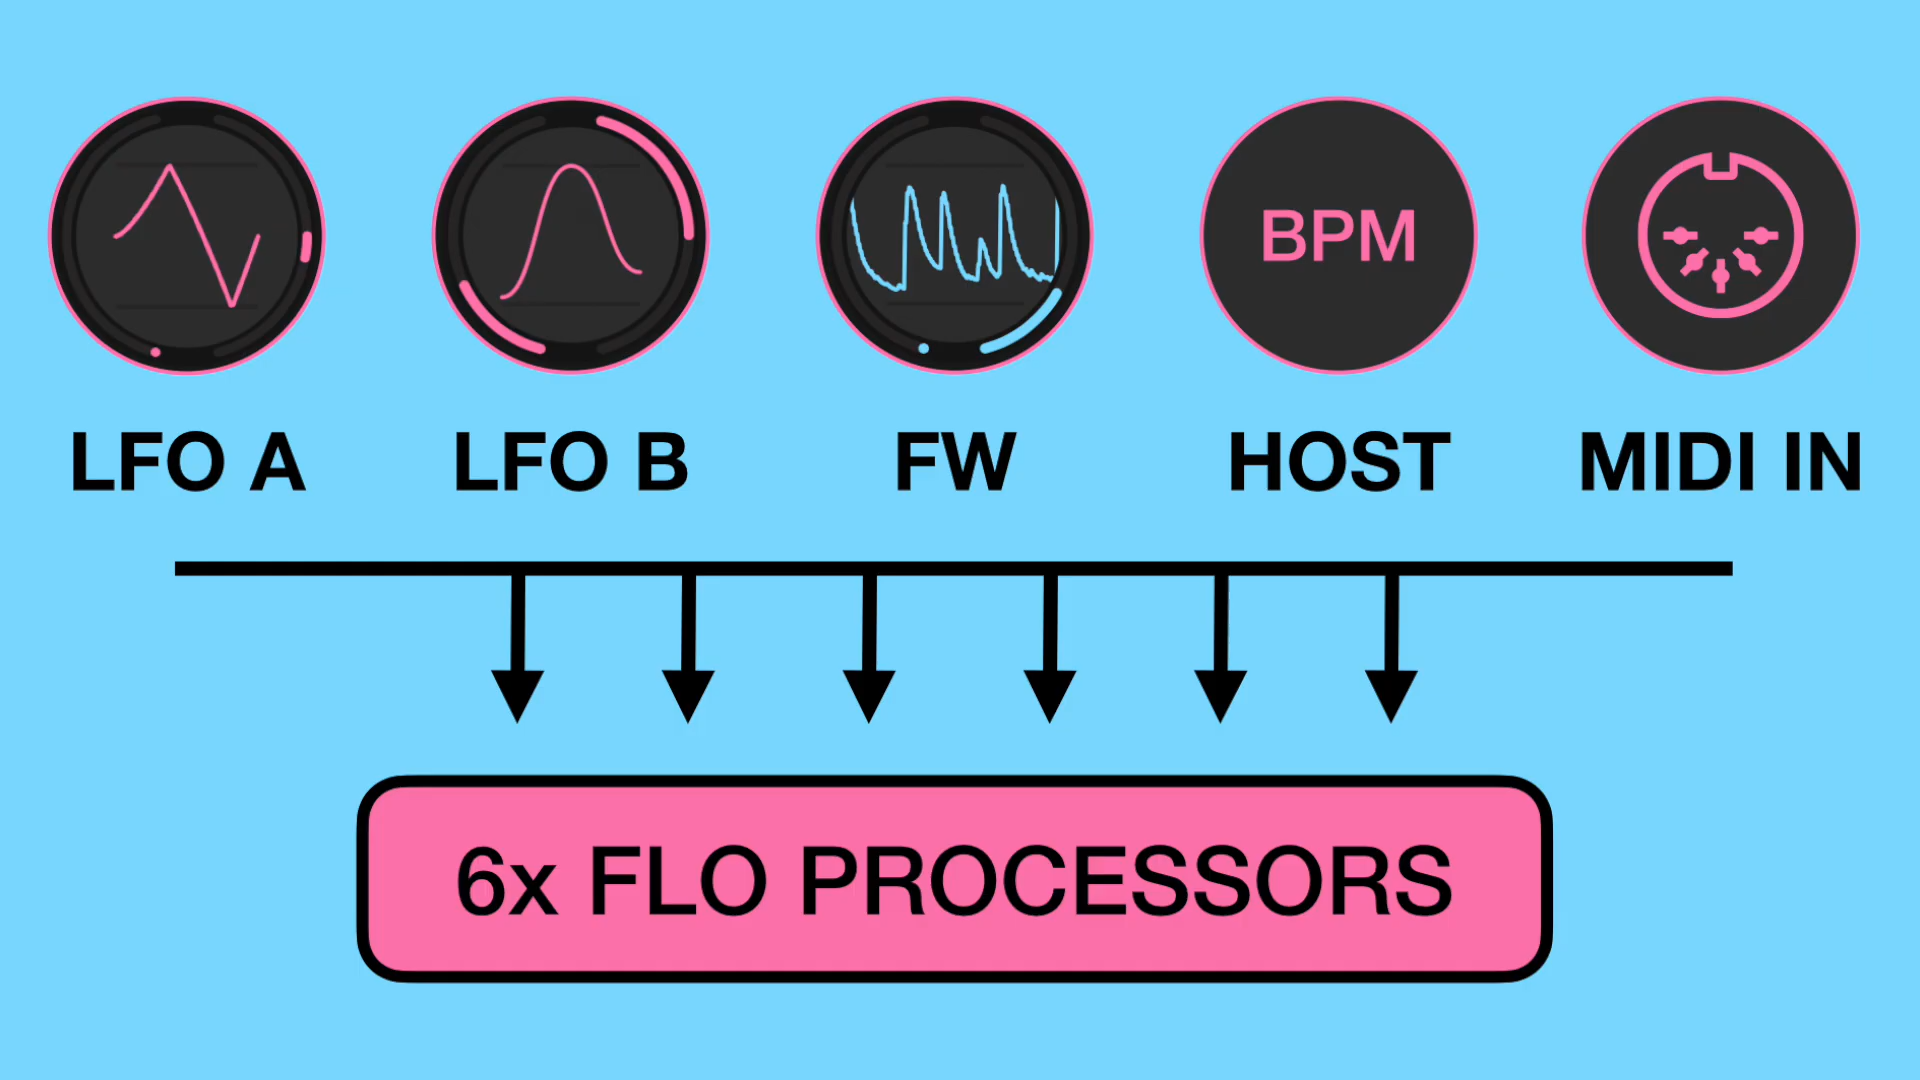 BPM
LFO A
LFO B
FW
HOST
MIDI IN
6x FLO PROCESSORS